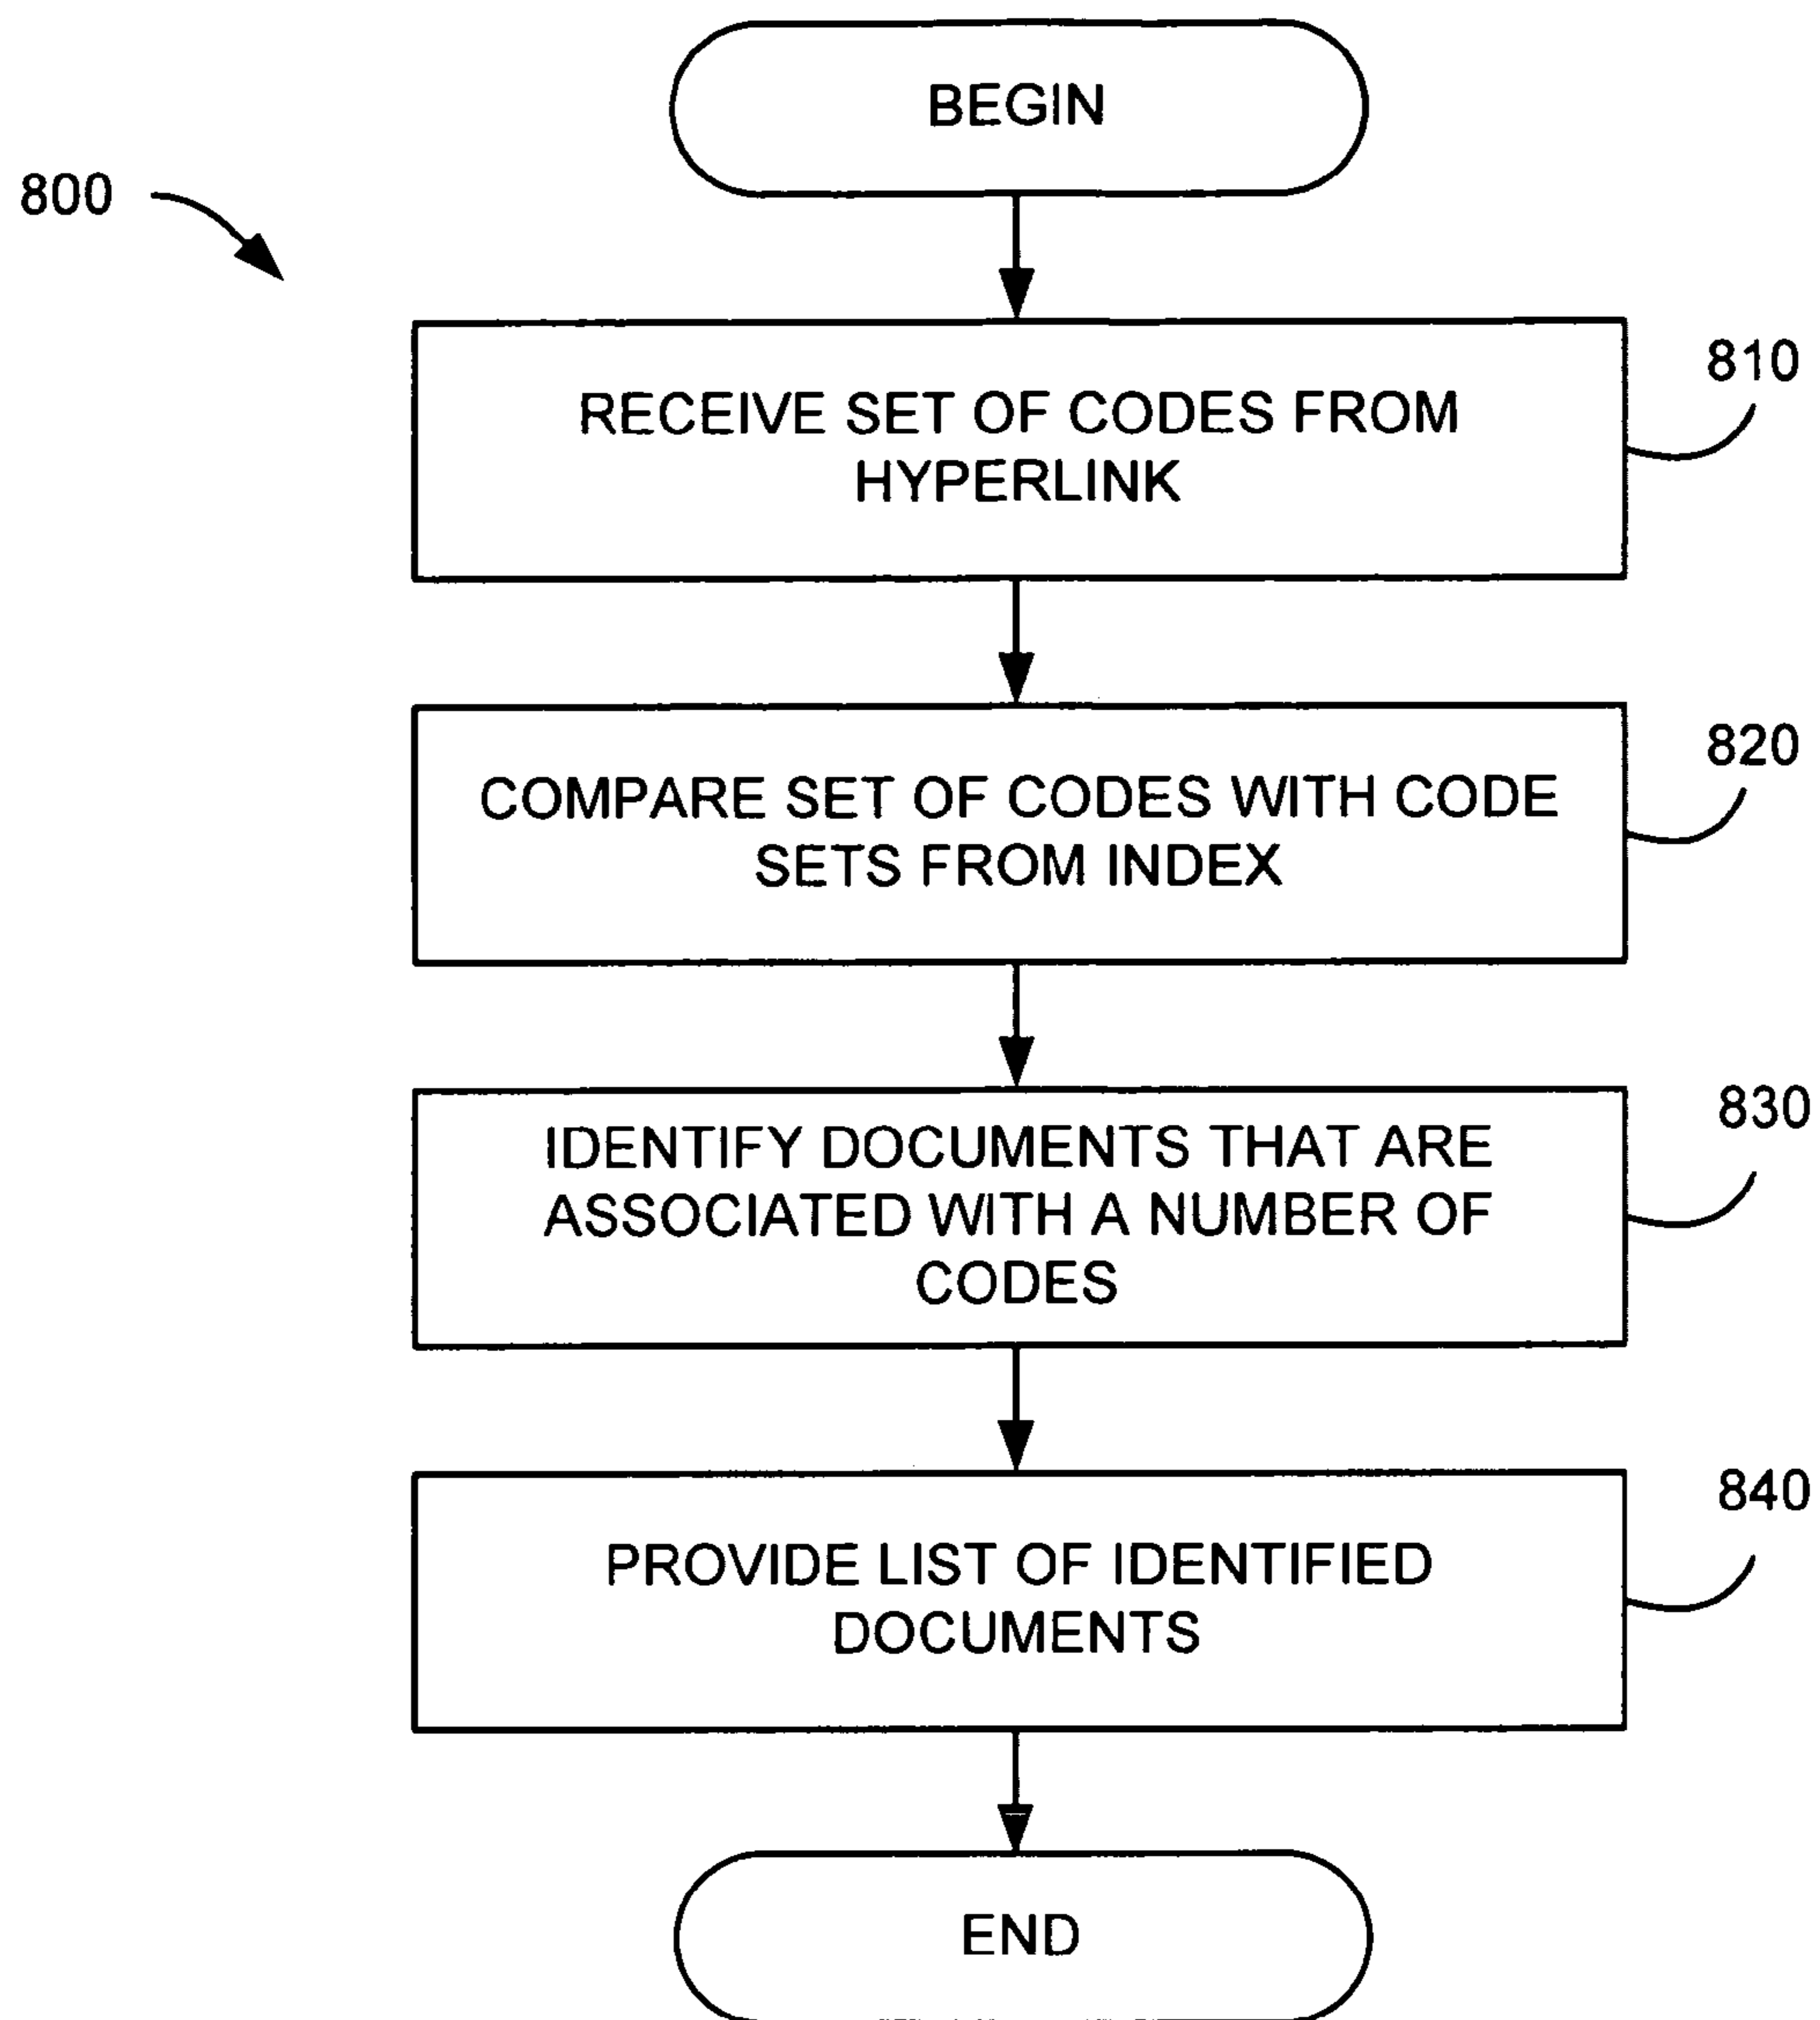 BEGIN
800
810
RECEIVE SET OF CODES FROM
HYPERLINK
820
COMPARE SET OF CODES WITH CODE
SETS FROM INDEX
830
IDENTIFY DOCUMENTS THAT ARE
ASSOCIATED WITH A NUMBER OF
CODES
840
PROVIDE LIST OF IDENTIFIED
DOCUMENTS
END